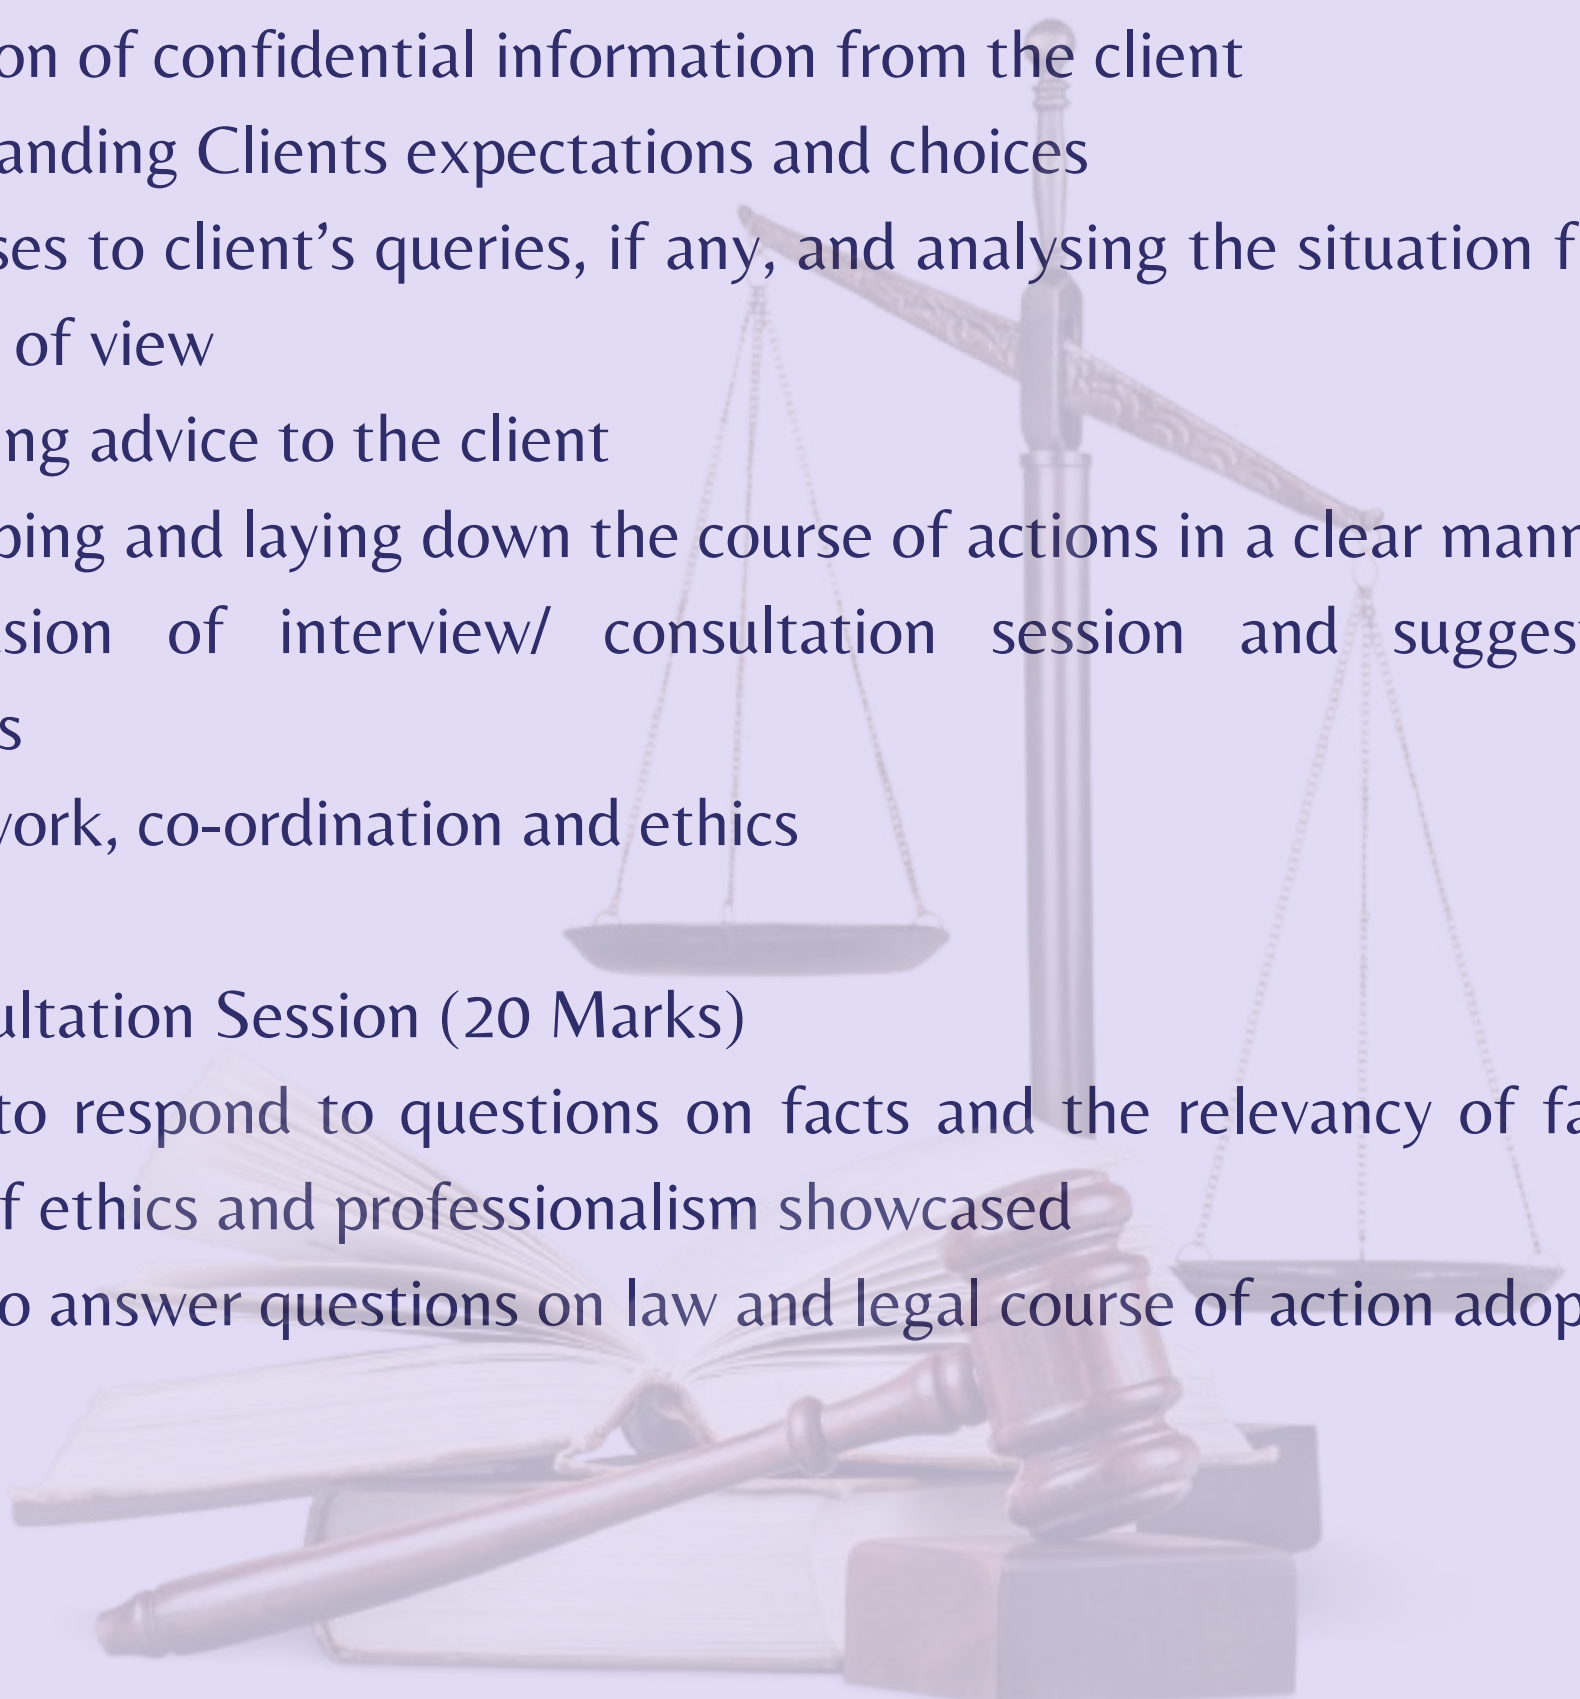 on of confidential information from the client
anding Clients expectations and choices
ses to client’s queries, if any, and analysing the situation f
of view
ng advice to the client
ping and laying down the course of actions in a clear mann
sion of interview/ consultation session and sugges
s
work, co-ordination and ethics
ultation Session (20 Marks)
to respond to questions on facts and the relevancy of fa
f ethics and professionalism showcased
o answer questions on law and legal course of action adop